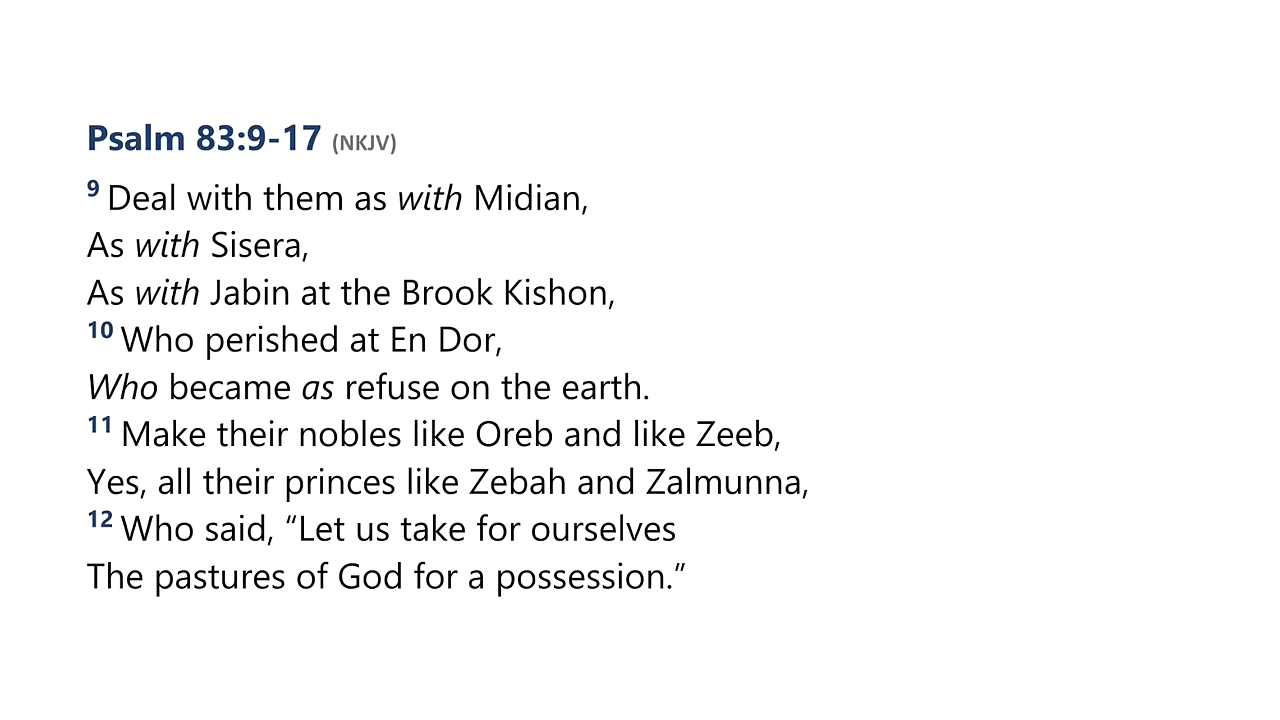 Psalm 83:9-17 (NKJV)
9 Deal with them as with Midian,
As with Sisera,
As with Jabin at the Brook Kishon,
10 Who perished at En Dor,
Who became as refuse on the earth.
11 Make their nobles like Oreb and like Zeeb,
Yes, all their princes like Zebah and Zalmunna,
12 Who said, “Let us take for ourselves
The pastures of God for a possession.”